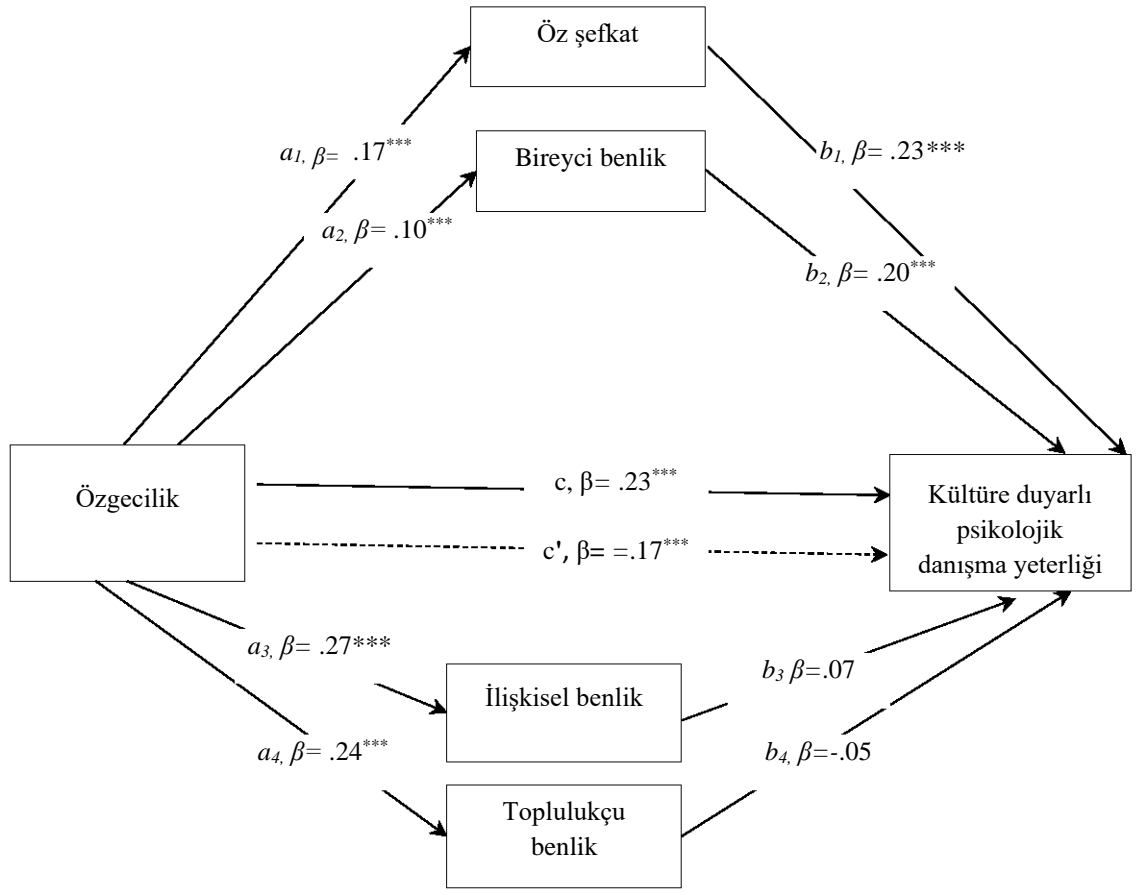 Öz şefkat
a1, β= .17***
b1, β= .23***
Bireyci benlik
a2, β= .10***
b2, β= .20***
Özgecilik
c, β= .23***
c', β= =.17***
Kültüre duyarlı
psikolojik
danışma yeterliği
a3, β= .27***
İlişkisel benlik
b3 β=.07
a4, β= .24***
b4, β=-.05
Toplulukçu
benlik